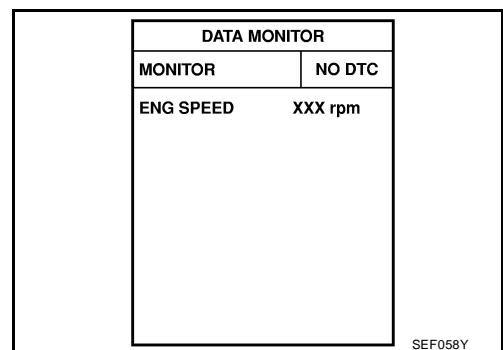 DATA MONITOR
MONITOR NO DTC
ENG SPEED XXX rpm
SEF058Y